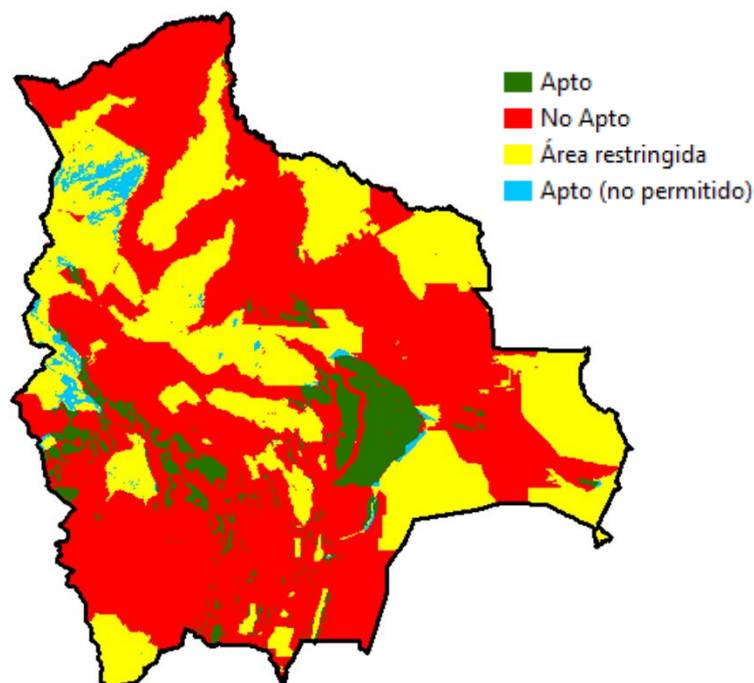 Apto
No Apto
Área restringida
Apto (no permitido)